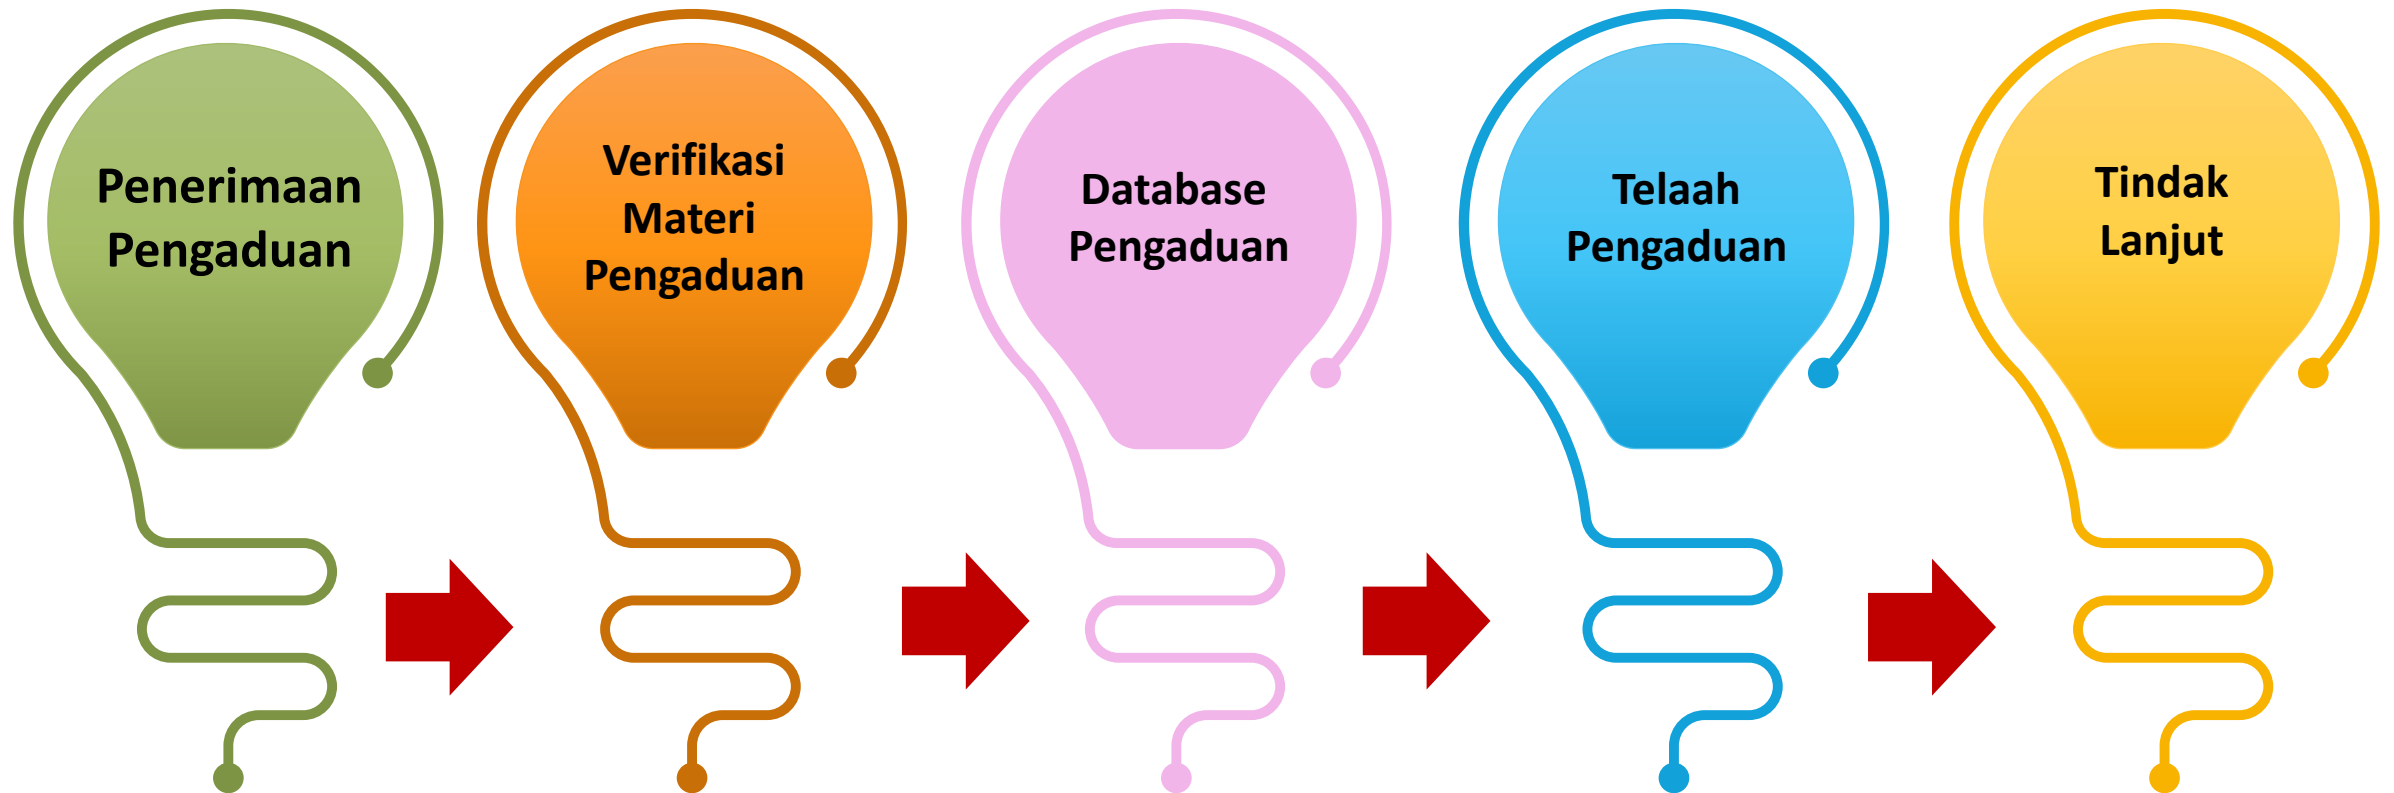 Penerimaan
Pengaduan
Verifikasi
Materi
Pengaduan
Database
Pengaduan
Telaah
Pengaduan
Tindak
Lanjut